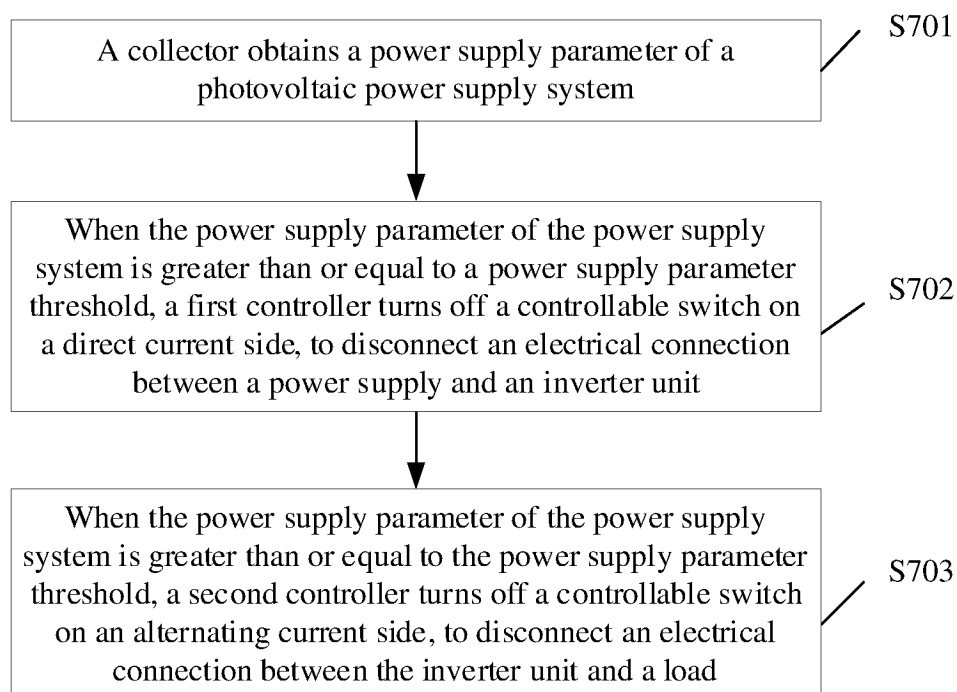 A collector obtains a power supply parameter of a
photovoltaic power supply system
S701
When the power supply parameter of the power supply
system is greater than or equal to a power supply parameter
threshold, a first controller turns off a controllable switch on
a direct current side, to disconnect an electrical connection
between a power supply and an inverter unit
S702
When the power supply parameter of the power supply
system is greater than or equal to the power supply parameter
threshold, a second controller turns off a controllable switch
on an alternating current side, to disconnect an electrical
connection between the inverter unit and a load
S703